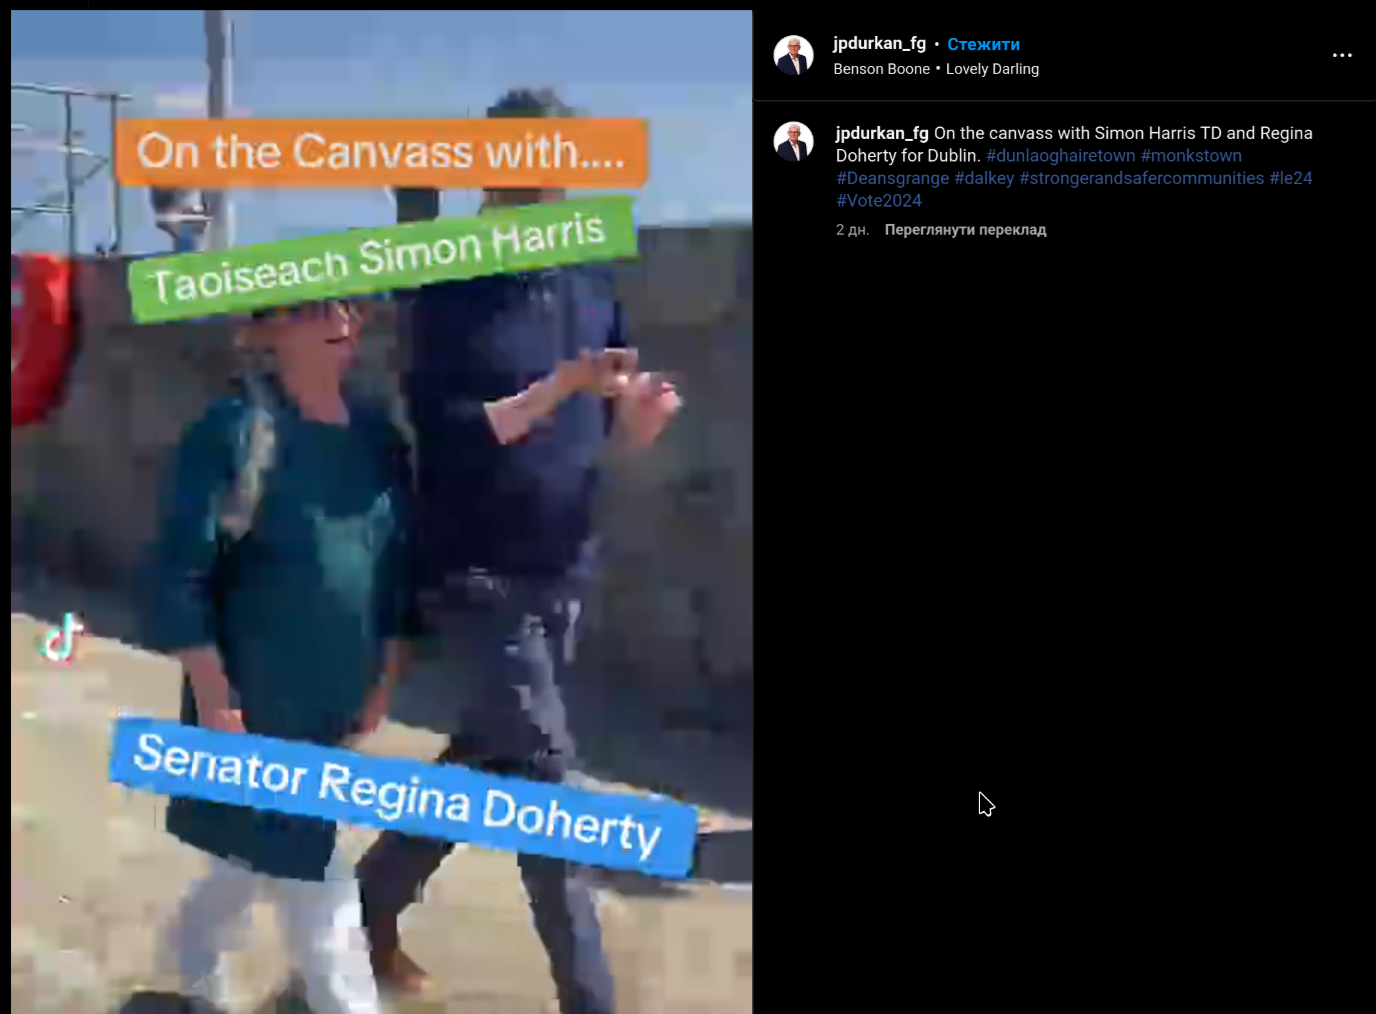 On the Canvass with....
Taoiseach Simon Harris
Senator Regina Doherty
jpdurkan_fg • Стежити
Benson Boone • Lovely Darling
jpdurkan_fg On the canvass with Simon Harris TD and Regina
Doherty for Dublin. #dunlaoghairetown #monkstown
#Deansgrange #dalkey #strongerandsafercommunities #le24
#Vote2024
2 дн. Переглянути переклад